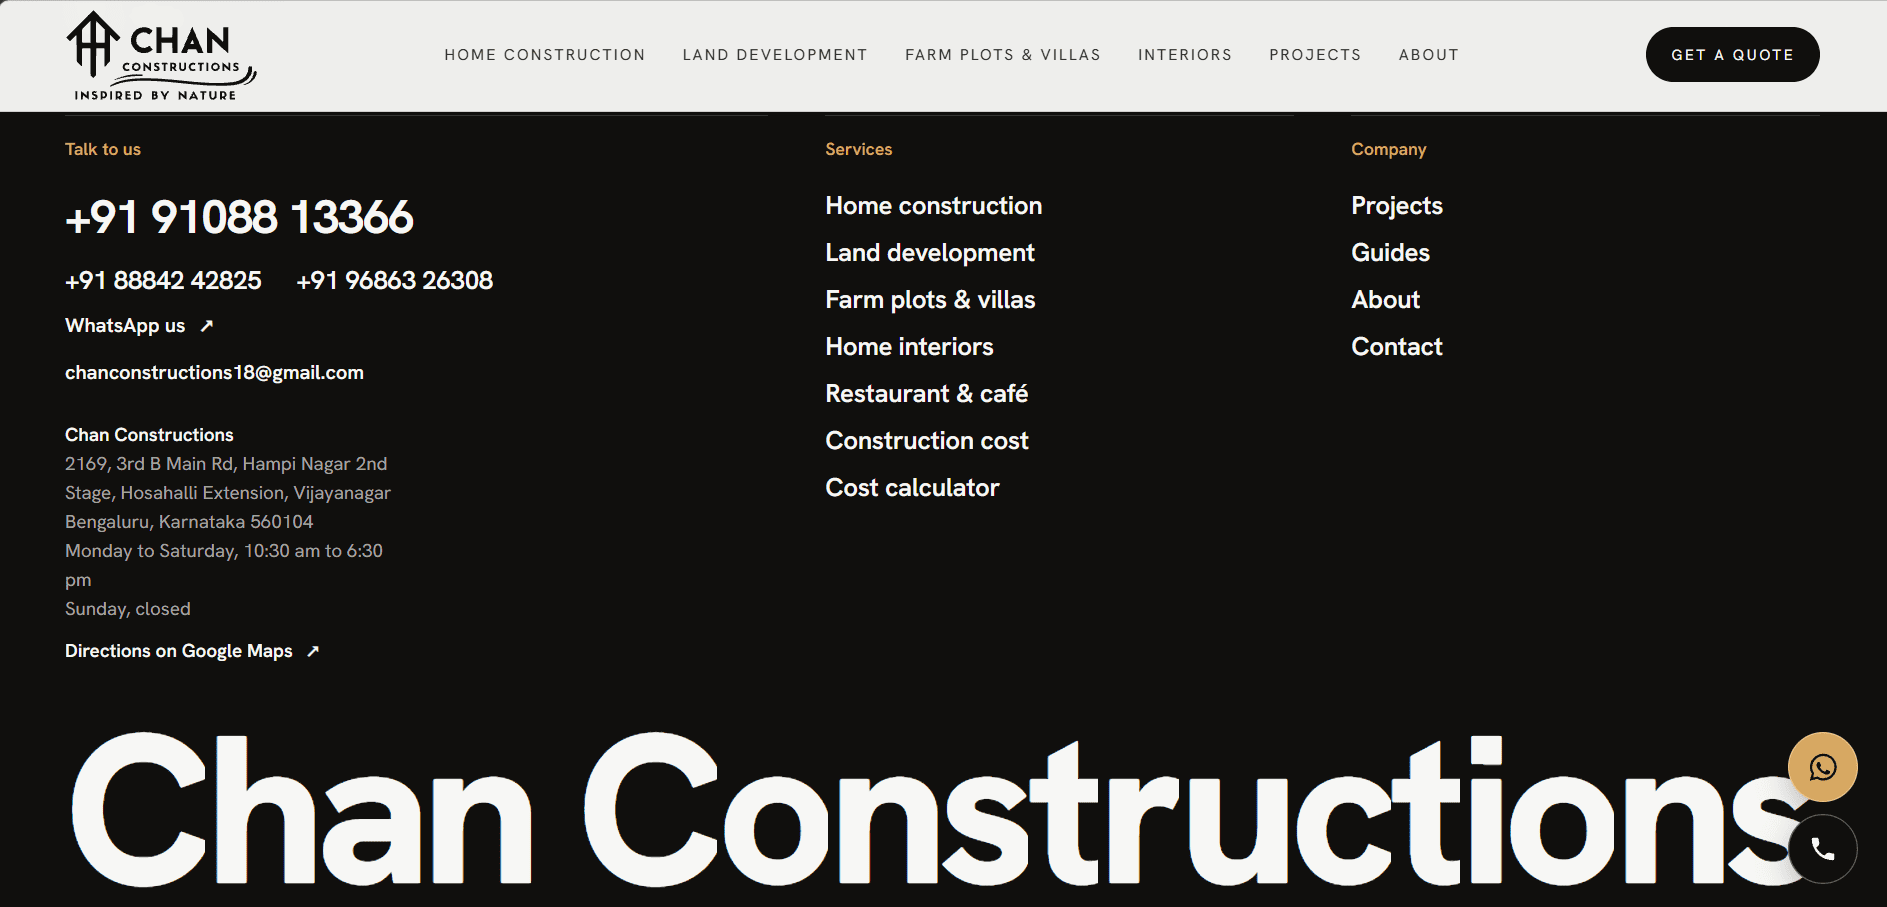 CHAN
CONSTRUCTIONS
INSPIRED BY NATURE
HOME CONSTRUCTION
LAND DEVELOPMENT
FARM PLOTS & VILLAS
INTERIORS
PROJECTS
ABOUT
GET A QUOTE
Talk to us
+91 91088 13366
+91 88842 42825
+91 96863 26308
WhatsApp us ↗
chanconstructions18@gmail.com
Chan Constructions
2169, 3rd B Main Rd, Hampi Nagar 2nd
Stage, Hosahalli Extension, Vijayanagar
Bengaluru, Karnataka 560104
Monday to Saturday, 10:30 am to 6:30
pm
Sunday, closed
Directions on Google Maps ↗
Services
Home construction
Land development
Farm plots & villas
Home interiors
Restaurant & café
Construction cost
Cost calculator
Company
Projects
Guides
About
Contact
Chan Constructions